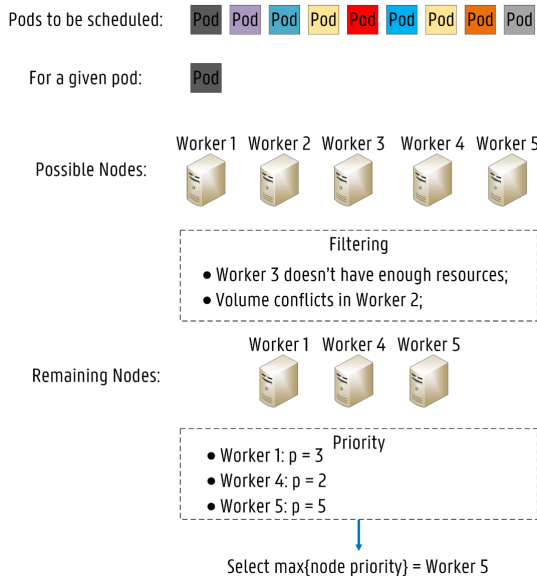 Pods to be scheduled: Pod Pod Pod Pod Pod Pod Pod Pod Pod
For a given pod: Pod
Worker 1 Worker 2 Worker 3 Worker 4 Worker 5
Possible Nodes:
Filtering
● Worker 3 doesn't have enough resources;
● Volume conflicts in Worker 2;
Worker 1 Worker 4 Worker 5
Remaining Nodes:
Priority
● Worker 1: p = 3
● Worker 4: p = 2
● Worker 5: p = 5
Select max{node priority} = Worker 5